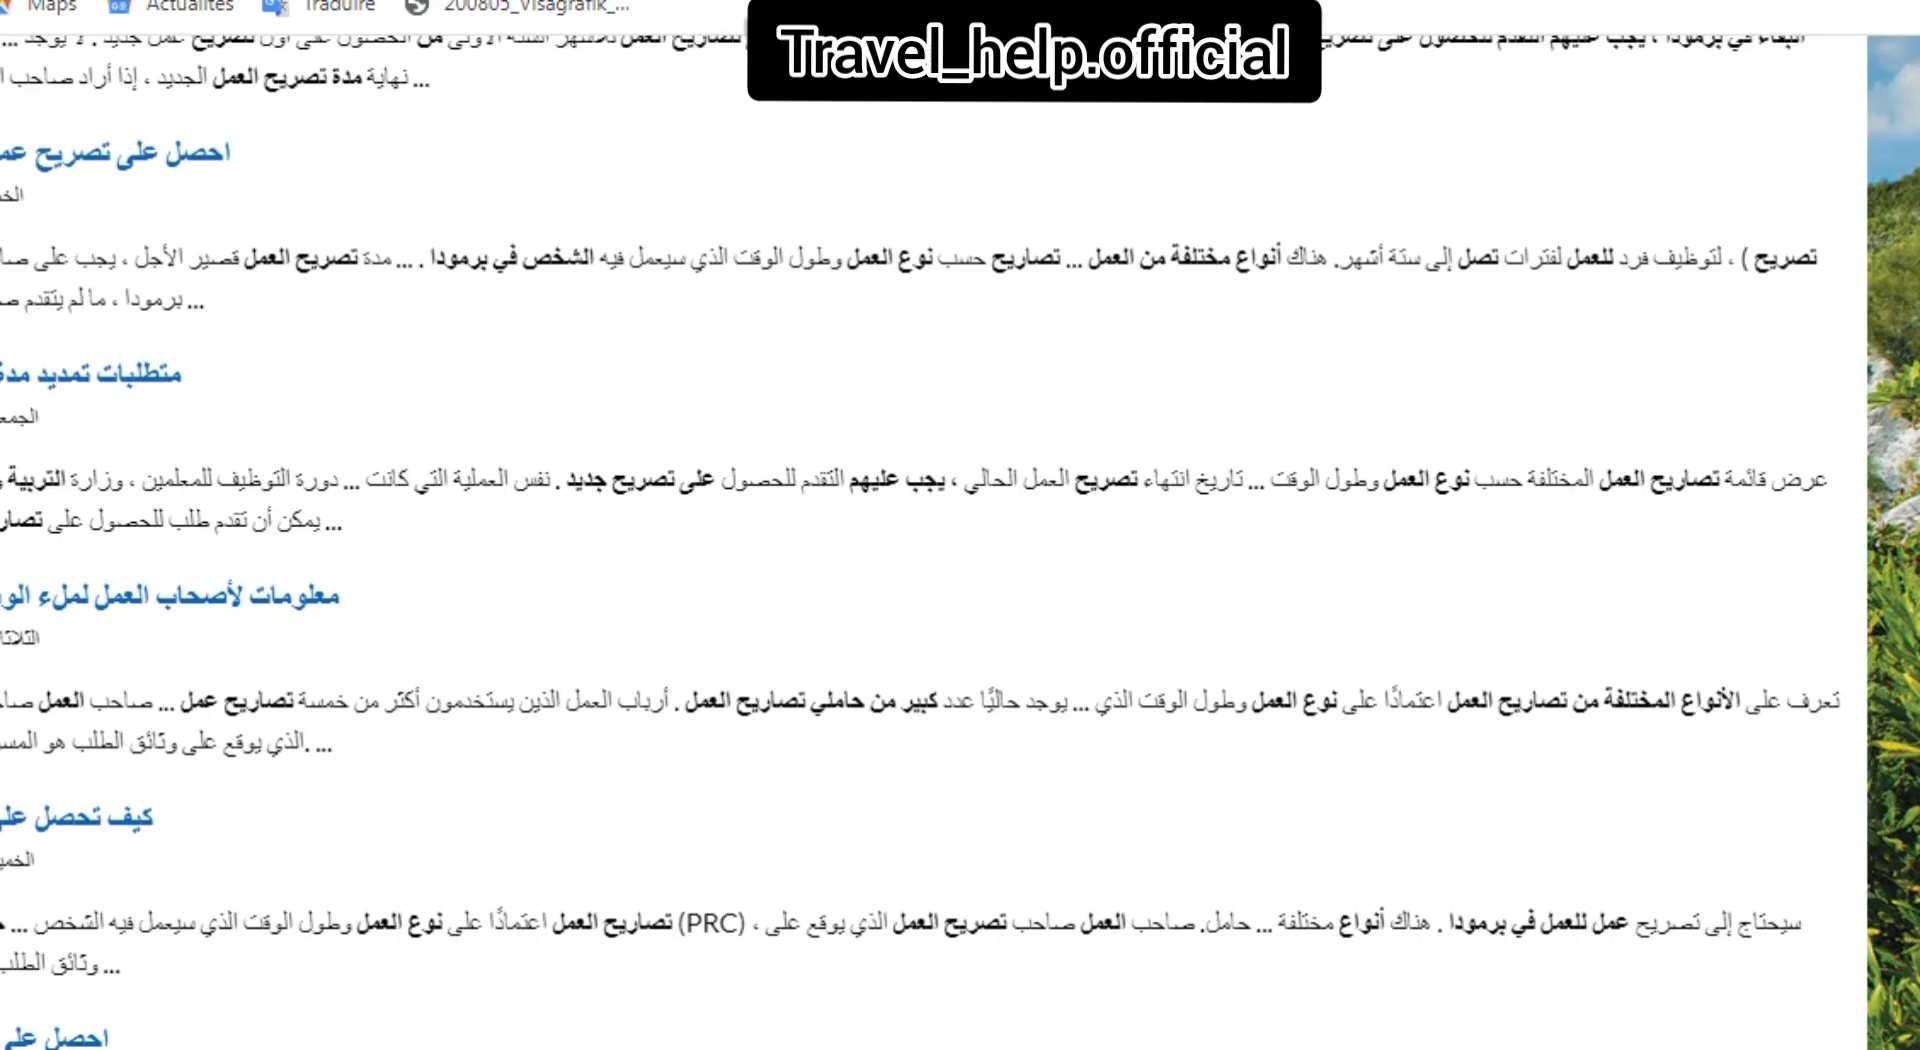 Maps Actualités Traduire 200805_Visagrafik_...
Travel_help.official
نهاية مدة تصريح العمل الجديد ، إذا أراد صاحب ...
احصل على تصريح
تصريح ) ، لتوظيف فرد للعمل لفترات تصل إلى ستة أشهر. هناك أنواع مختلفة من العمل ... تصاريح حسب نوع العمل وطول الوقت الذي سيعمل فيه الشخص في برمودا . ... مدة تصريح العمل قصير الأجل ، يجب على
برمودا ، ما لم يتقدم ...
متطلبات تمديد
عرض قائمة تصاريح العمل المختلفة حسب نوع العمل وطول الوقت ... تاريخ انتهاء تصريح العمل الحالي ، يجب عليهم التقدم للحصول على تصريح جديد . نفس العملية التي كانت ... دورة التوظيف للمعلمين ، وزارة التربية
يمكن أن تقدم طلب للحصول على ...
معلومات لأصحاب العمل لملء
تعرف على الأنواع المختلفة من تصاريح العمل اعتمادًا على نوع العمل وطول الوقت الذي ... يوجد حاليًا عدد كبير من حاملي تصاريح العمل . أرباب العمل الذين يستخدمون أكثر من خمسة تصاريح عمل ... صاحب العمل
الذي يوقع على وثائق الطلب هو ...
كيف تحصل
سيحتاج إلى تصريح عمل للعمل في برمودا . هناك أنواع مختلفة ... حامل. صاحب العمل صاحب تصريح العمل الذي يوقع على ، (PRC) تصاريح العمل اعتمادًا على نوع العمل وطول الوقت الذي سيعمل فيه الشخص ...
وثائق ...
احصل على